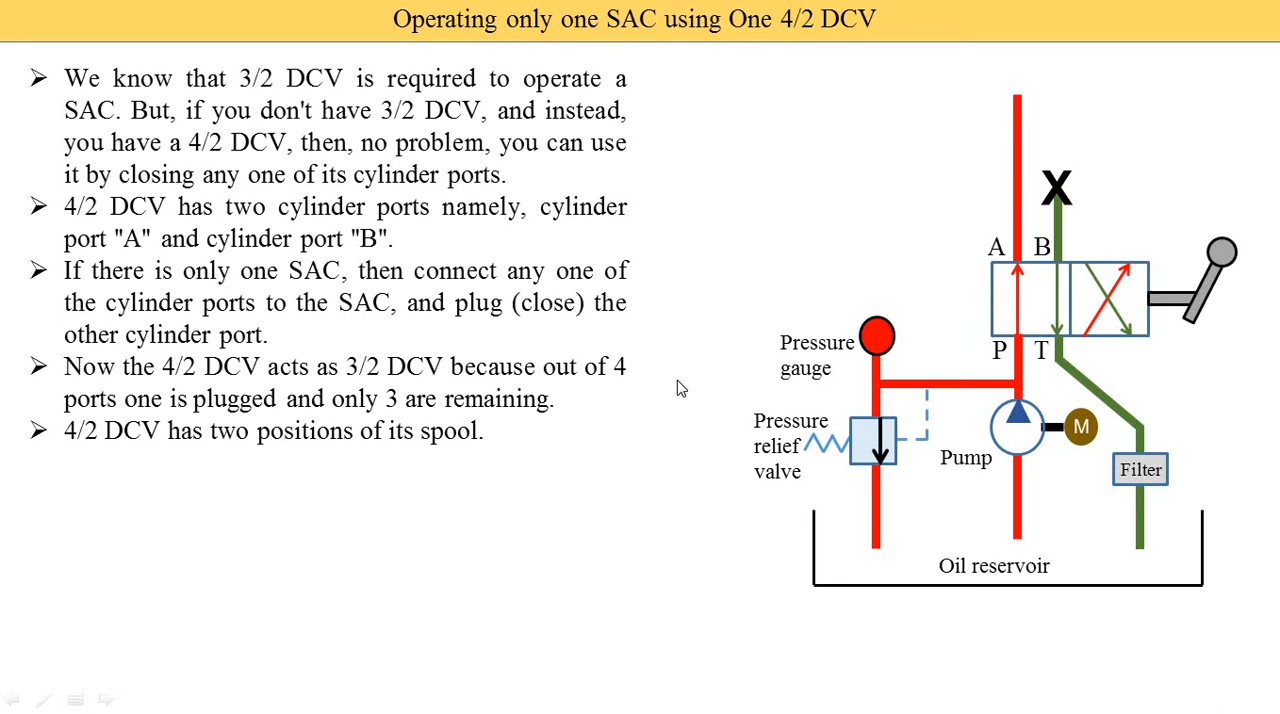 Operating only one SAC using One 4/2 DCV
➢ We know that 3/2 DCV is required to operate a
SAC. But, if you don't have 3/2 DCV, and instead,
you have a 4/2 DCV, then, no problem, you can use
it by closing any one of its cylinder ports.
➢ 4/2 DCV has two cylinder ports namely, cylinder
port "A" and cylinder port "B".
➢ If there is only one SAC, then connect any one of
the cylinder ports to the SAC, and plug (close) the
other cylinder port.
➢ Now the 4/2 DCV acts as 3/2 DCV because out of 4
ports one is plugged and only 3 are remaining.
➢ 4/2 DCV has two positions of its spool.
X
A B
P T
Pressure
gauge
Pressure
relief
valve
Pump
M
Filter
Oil reservoir